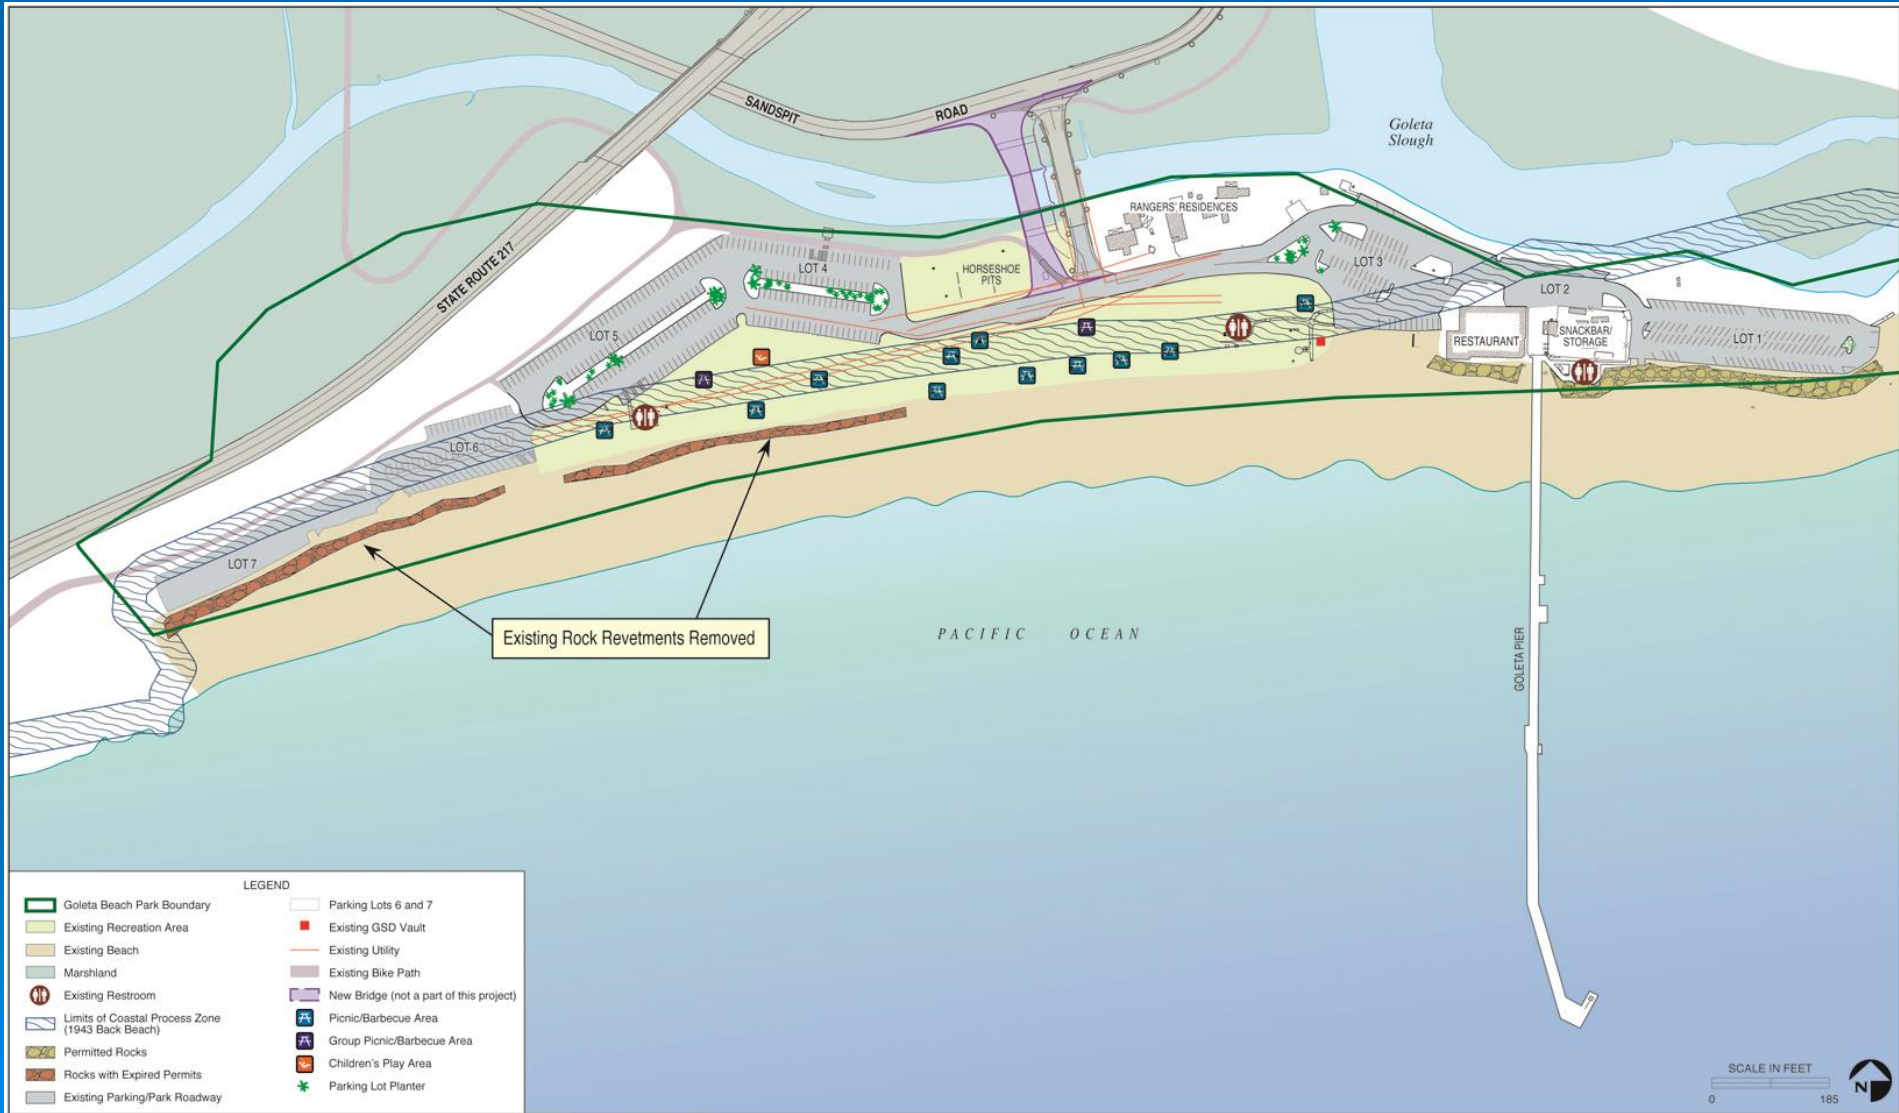 SANDSPIT
ROAD
Goleta
Slough
STATE ROUTE 217
RANGERS' RESIDENCES
LOT 4
HORSESHOE
PITS
LOT 3
LOT 2
LOT 5
RESTAURANT
SNACKBAR/
STORAGE
LOT 1
LOT 6
LOT 7
Existing Rock Revetments Removed
PACIFIC OCEAN
GOLETA PIER
LEGEND
Goleta Beach Park Boundary
Existing Recreation Area
Existing Beach
Marshland
Existing Restroom
Limits of Coastal Process Zone
(1943 Back Beach)
Permitted Rocks
Rocks with Expired Permits
Existing Parking/Park Roadway
Parking Lots 6 and 7
Existing GSD Vault
Existing Utility
Existing Bike Path
New Bridge (not a part of this project)
Picnic/Barbecue Area
Group Picnic/Barbecue Area
Children's Play Area
Parking Lot Planter
SCALE IN FEET
0 185
N